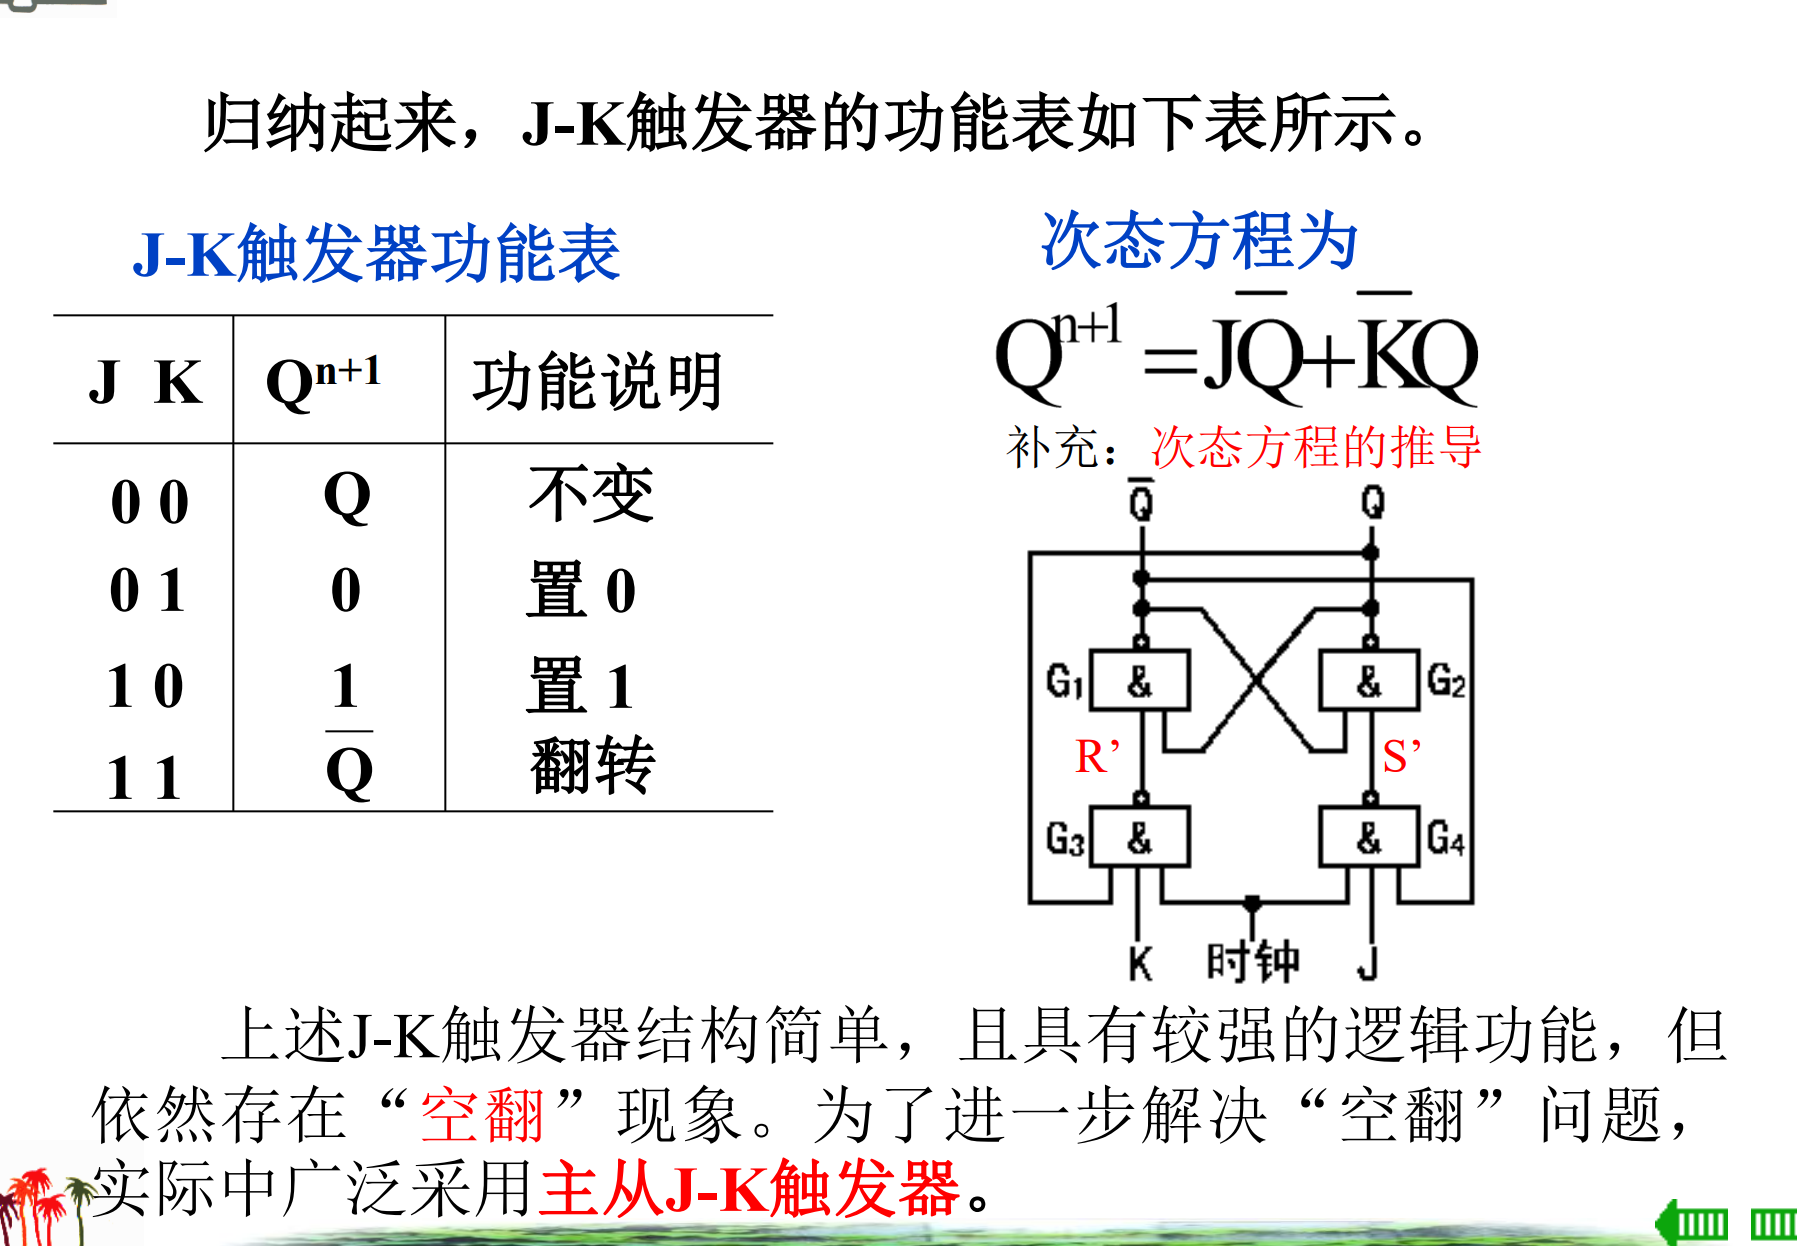 归纳起来，J-K触发器的功能表如下表所示。
J-K触发器功能表
J K Qⁿ⁺¹ 功能说明
0 0 Q 不变
0 1 0 置 0
1 0 1 置 1
1 1 Q̅ 翻转
次态方程为
Qⁿ⁺¹=JQ̅+K̅Q
补充：次态方程的推导
Q̅ Q
G₁ & & G₂
R’ S’
G₃ & & G₄
K 时钟 J
上述J-K触发器结构简单，且具有较强的逻辑功能，但
依然存在“空翻”现象。为了进一步解决“空翻”问题，
实际中广泛采用主从J-K触发器。